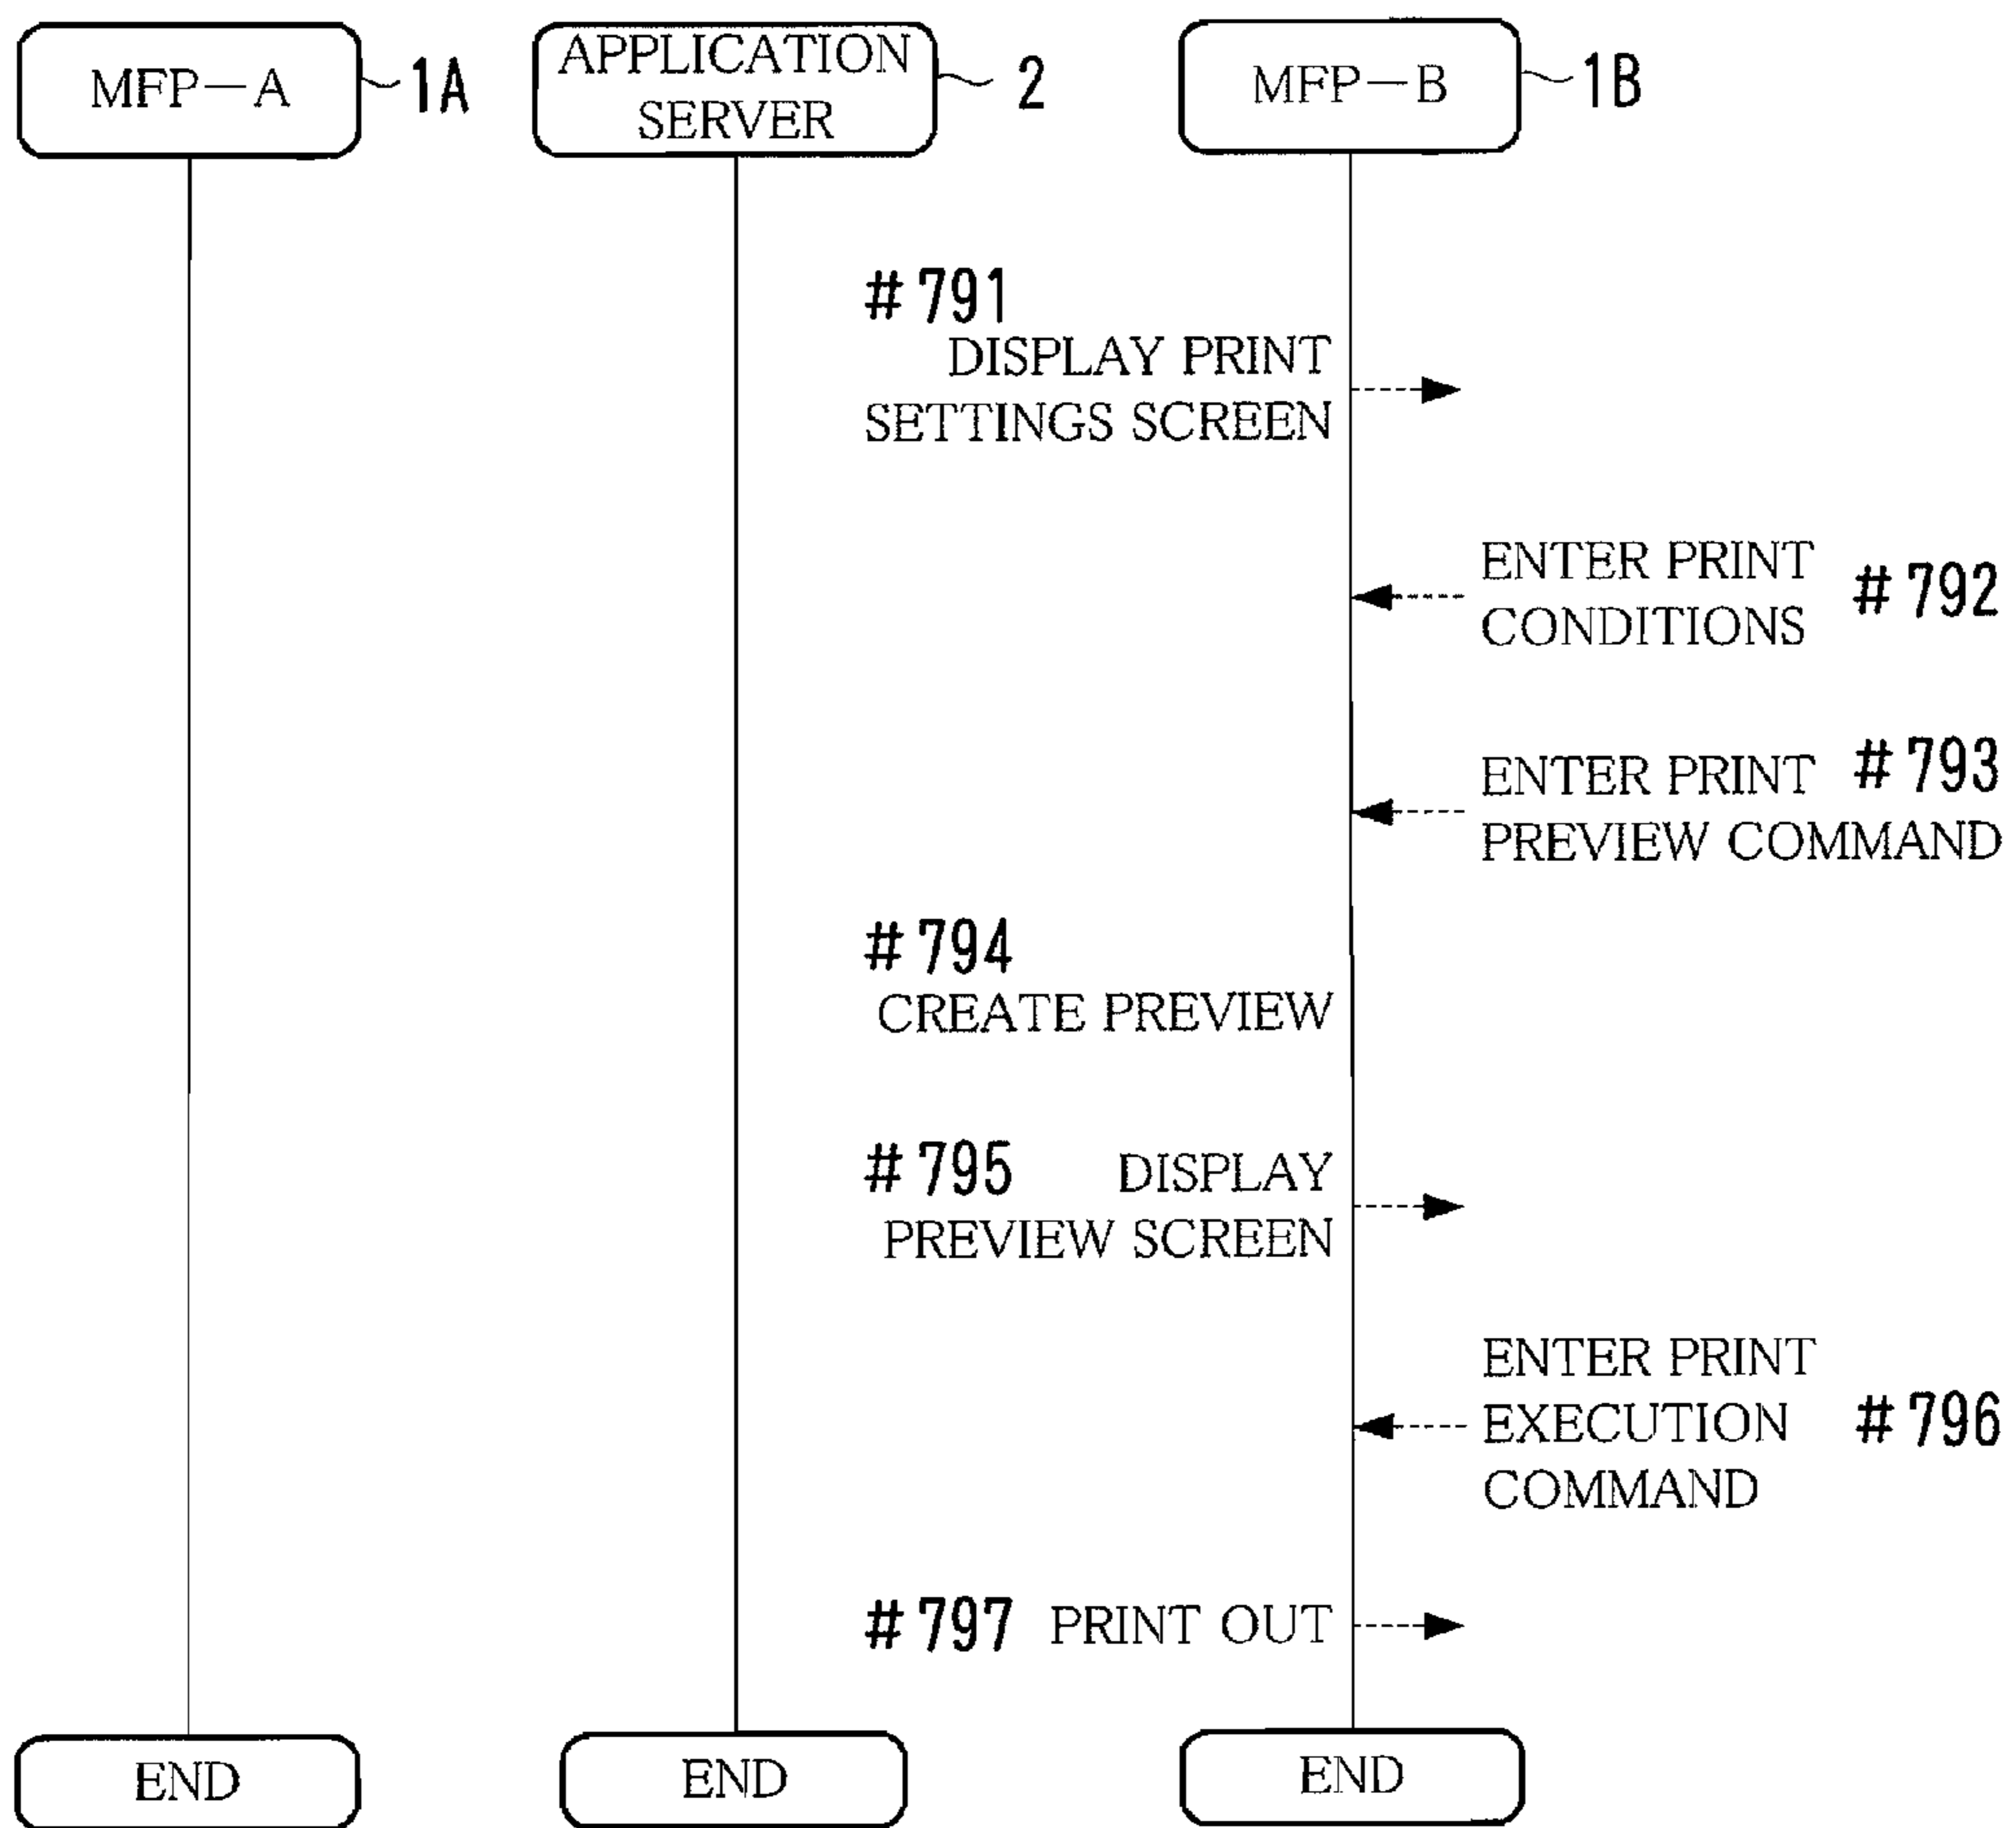 MFP-A
1A
APPLICATION
SERVER
2
MFP-B
1B
#791
DISPLAY PRINT
SETTINGS SCREEN
ENTER PRINT
CONDITIONS
#792
ENTER PRINT
PREVIEW COMMAND
#793
#794
CREATE PREVIEW
#795 DISPLAY
PREVIEW SCREEN
ENTER PRINT
EXECUTION
COMMAND
#796
#797 PRINT OUT
END
END
END